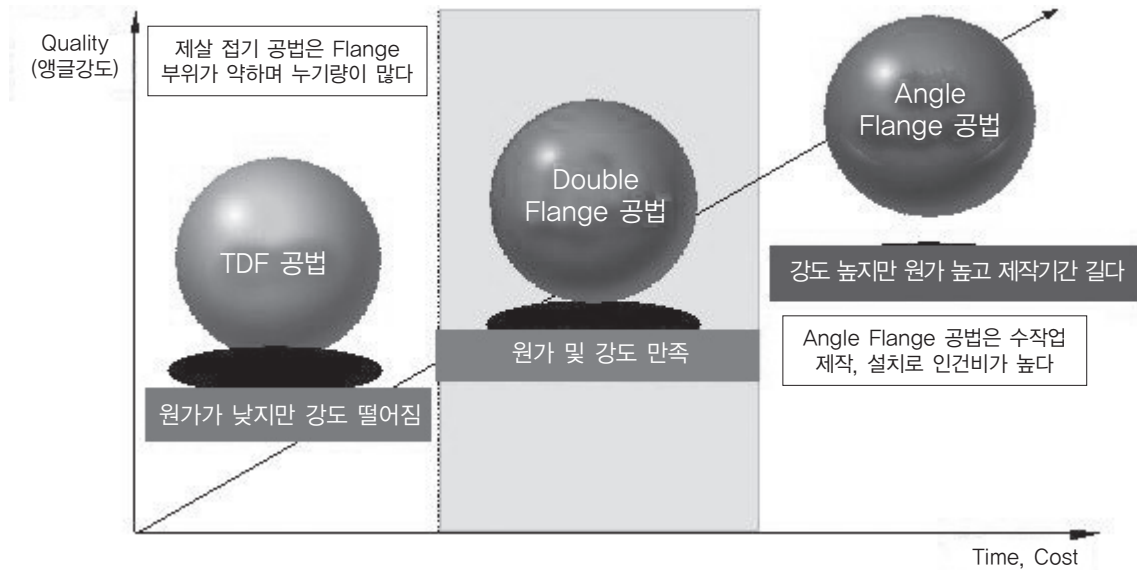 Quality
(앵글강도)
제살 접기 공법은 Flange
부위가 약하며 누기량이 많다
TDF 공법
원가가 낮지만 강도 떨어짐
Double
Flange 공법
원가 및 강도 만족
Angle
Flange 공법
강도 높지만 원가 높고 제작기간 길다
Angle Flange 공법은 수작업
제작, 설치로 인건비가 높다
Time, Cost